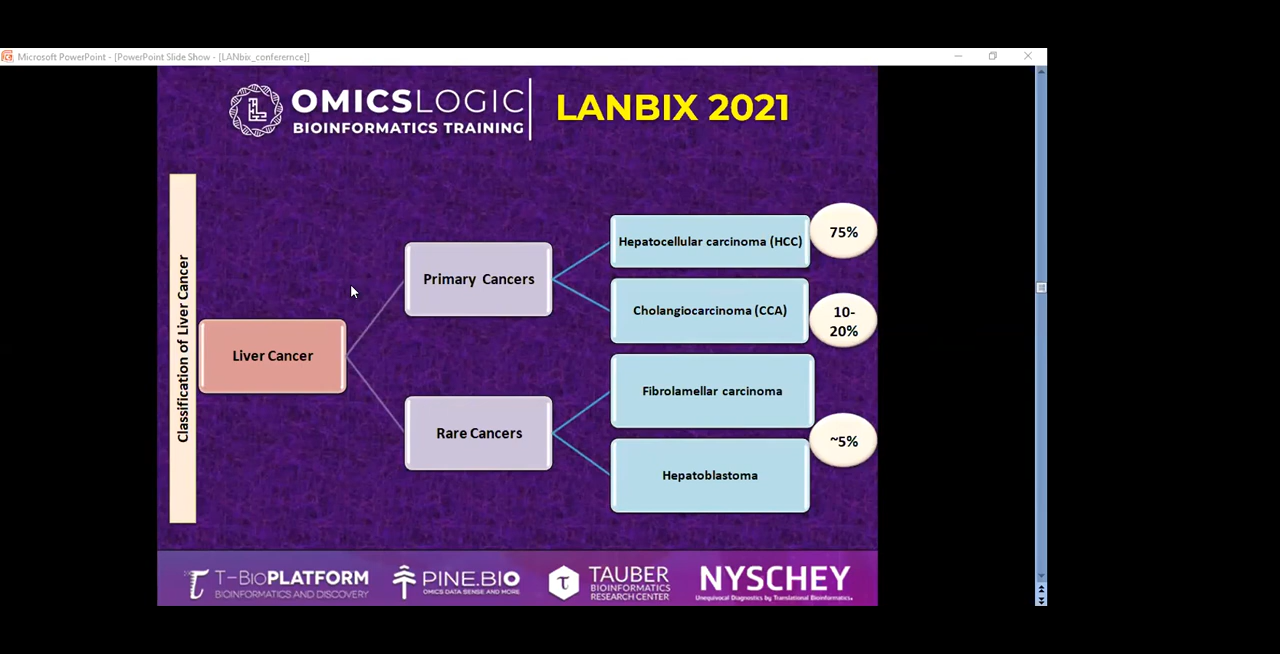 Microsoft PowerPoint - [PowerPoint Slide Show - [LANbix_conferernce]]
OMICSLOGIC
BIOINFORMATICS TRAINING
LANBIX 2021
Classification of Liver Cancer
Liver Cancer
Primary Cancers
Rare Cancers
Hepatocellular carcinoma (HCC)
75%
Cholangiocarcinoma (CCA)
10-
20%
Fibrolamellar carcinoma
~5%
Hepatoblastoma
T-BioPLATFORM
BIOINFORMATICS AND DISCOVERY
PINE.BIO
OMICS DATA SENSE AND MORE
TAUBER
BIOINFORMATICS
RESEARCH CENTER
NYSCHEY
Unequivocal Diagnostics by Translational Bioinformatics.